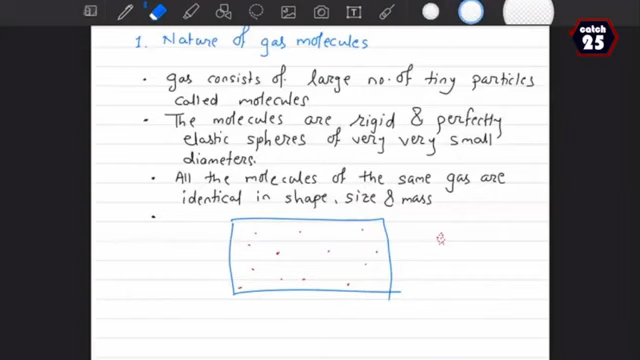 catch
25
1. Nature of gas molecules
• gas consists of large no. of tiny particles
called molecules
• The molecules are rigid & perfectly
elastic spheres of very very small
diameters.
• All the molecules of the same gas are
identical in shape, size & mass
•